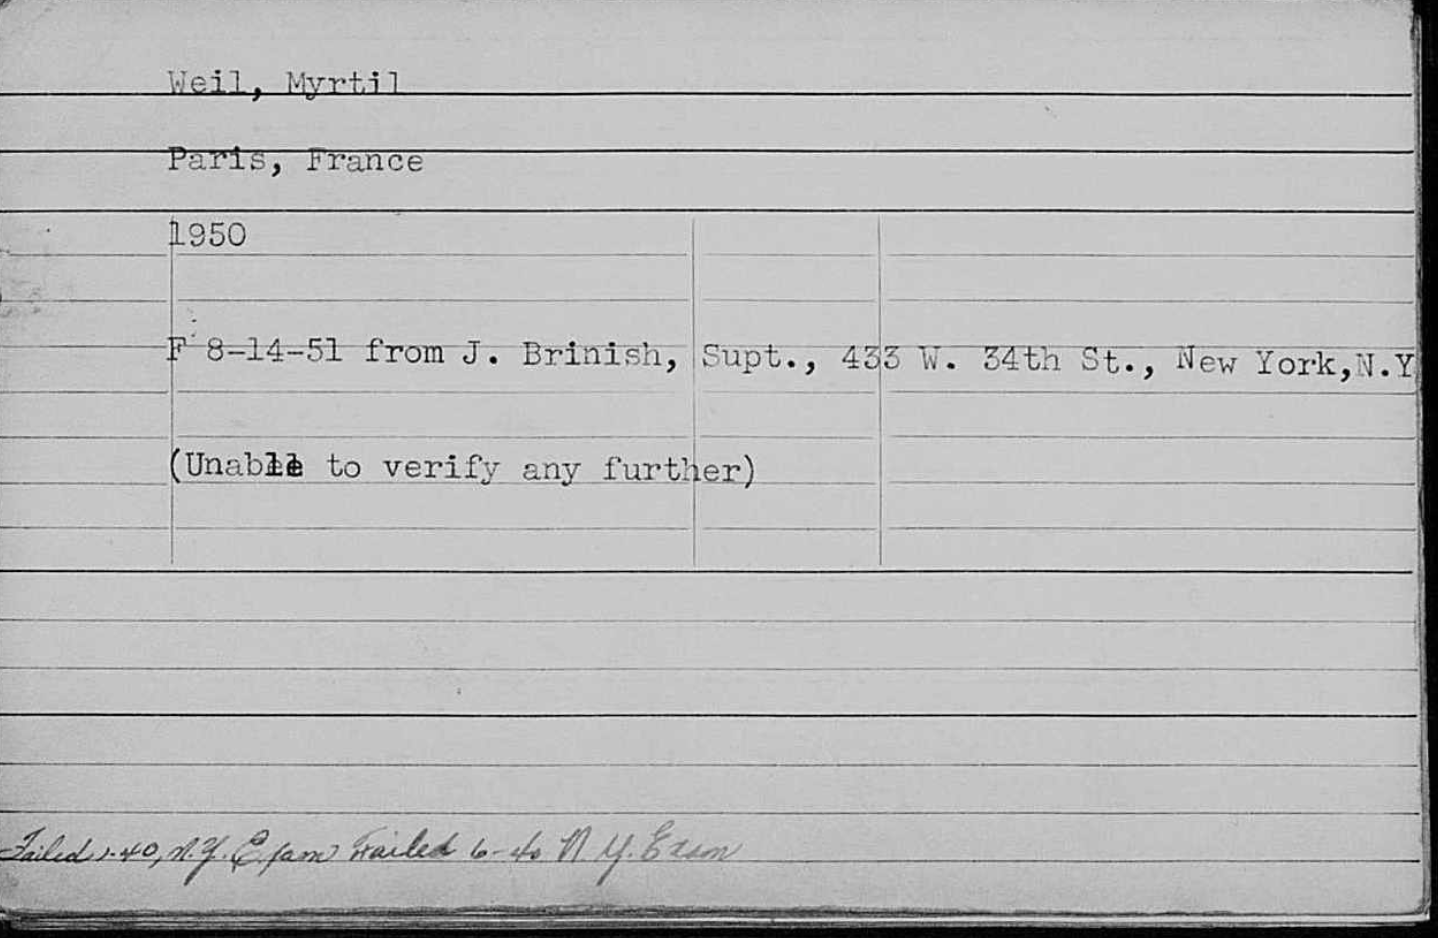 Weil, Myrtil
Paris, France
1950
F 8-14-51 from J. Brinish, Supt., 433 W. 34th St., New York,N.Y
(Unable to verify any further)
Failed 1-40, N.Y. Exam Failed 6-40 N.Y. Exam